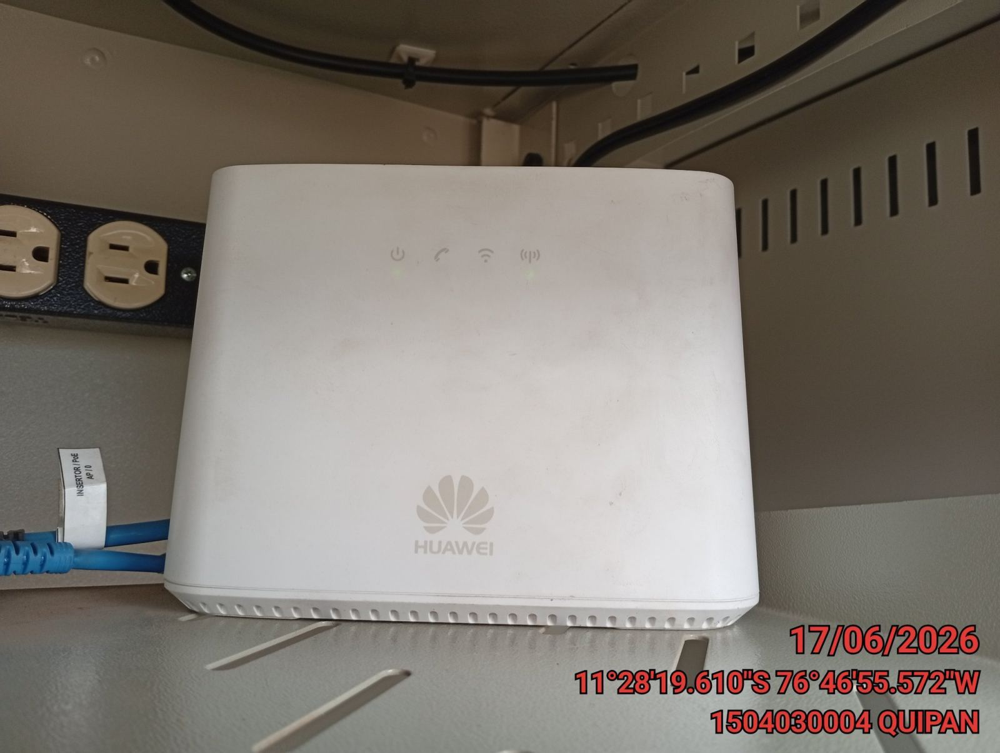 INSERTOR / PoE
AP / 0
HUAWEI
17/06/2026
11°28'19.610"S 76°46'55.572"W
1504030004 QUIPAN